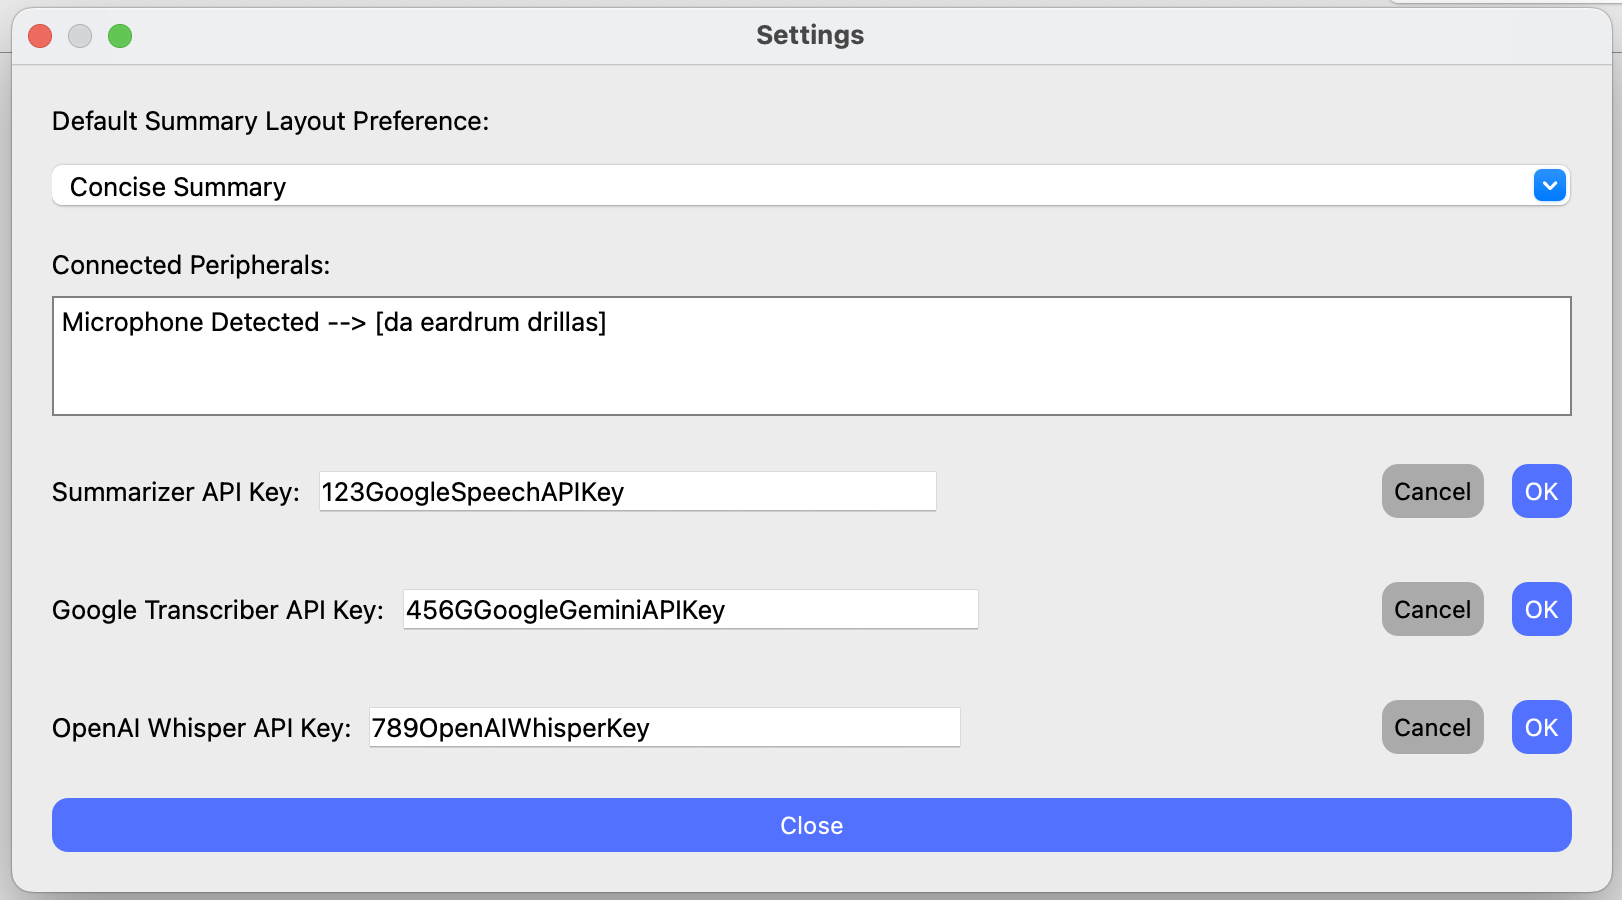 Settings
Default Summary Layout Preference:
Concise Summary
Connected Peripherals:
Microphone Detected --> [da eardrum drillas]
Summarizer API Key: 123GoogleSpeechAPIKey Cancel OK
Google Transcriber API Key: 456GGoogleGeminiAPIKey Cancel OK
OpenAI Whisper API Key: 789OpenAIWhisperKey Cancel OK
Close